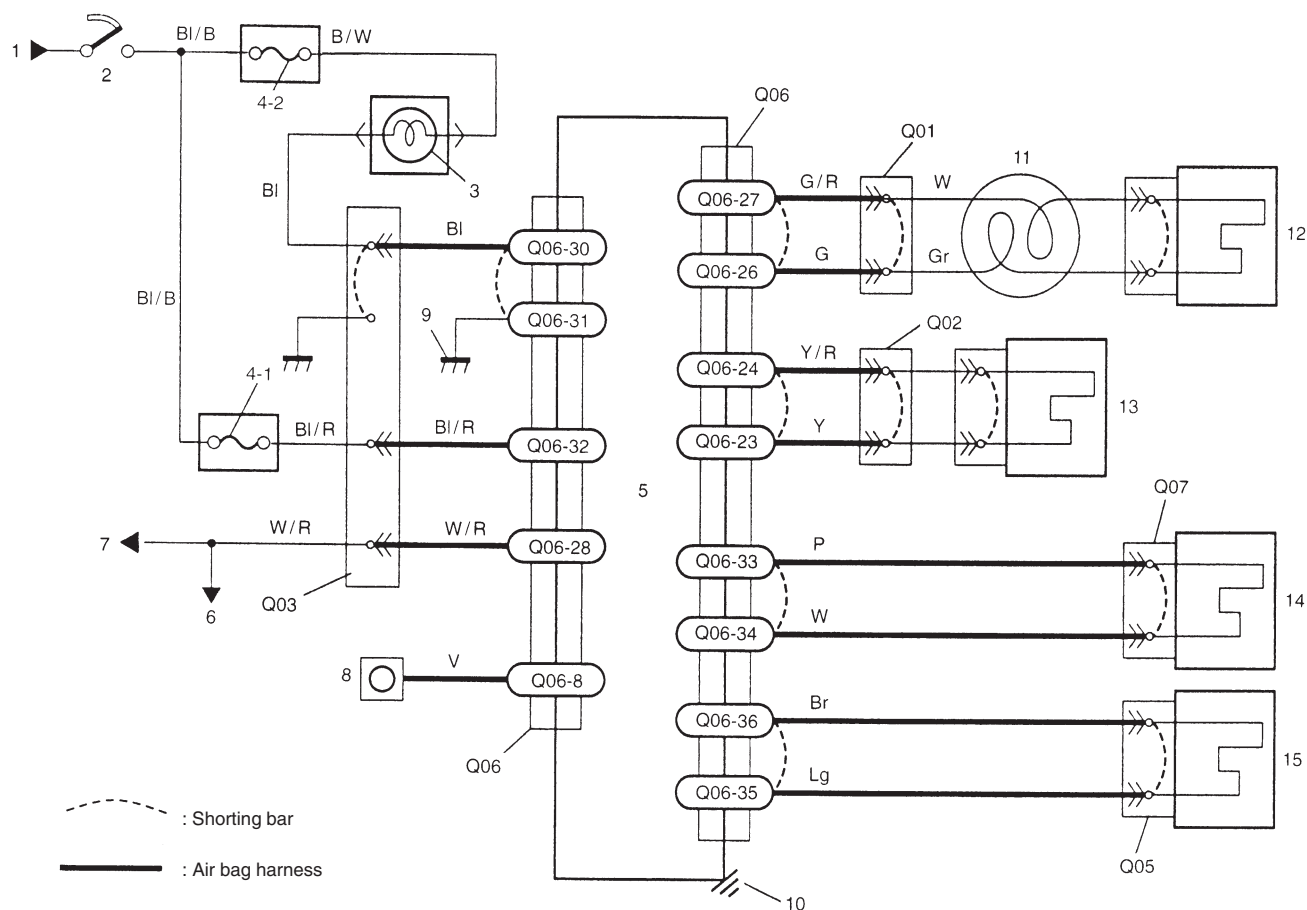 1
2
Bl/B
B/W
4-2
3
Bl
Q06
Q01
11
G/R
W
Q06-27
12
Bl
Q06-30
Q06-26
G
Gr
Bl/B
9
Q06-31
Q02
Y/R
Q06-24
4-1
13
Bl/R
Bl/R
Q06-32
Q06-23
Y
5
Q07
7
W/R
W/R
Q06-28
Q06-33
P
6
Q03
14
Q06-34
W
8
V
Q06-8
Q06-36
Br
Q06
15
Q06-35
Lg
: Shorting bar
: Air bag harness
Q05
10